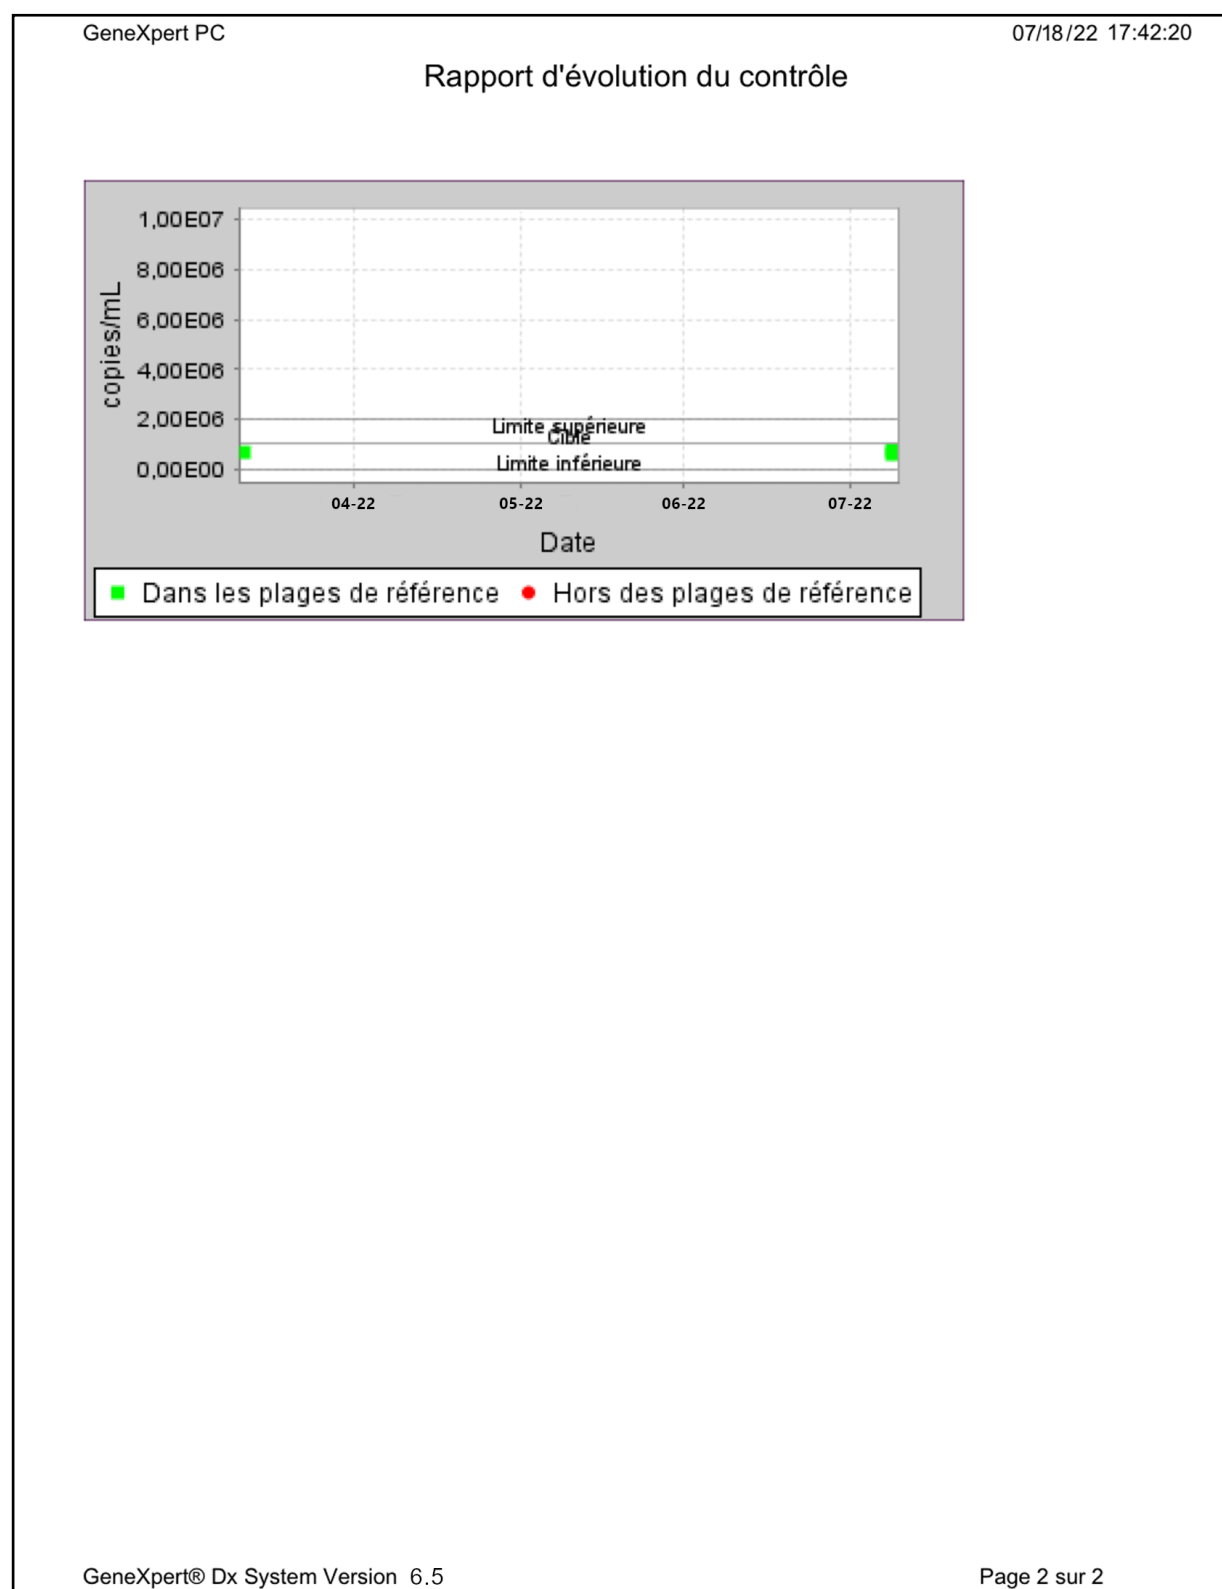 GeneXpert PC 07/18/22 17:42:20
Rapport d'évolution du contrôle
1,00E07
8,00E06
6,00E06
4,00E06
2,00E06
0,00E00
copies/mL
Limite supérieure
Cible
Limite inférieure
04-22 05-22 06-22 07-22
Date
Dans les plages de référence Hors des plages de référence
GeneXpert® Dx System Version 6.5 Page 2 sur 2